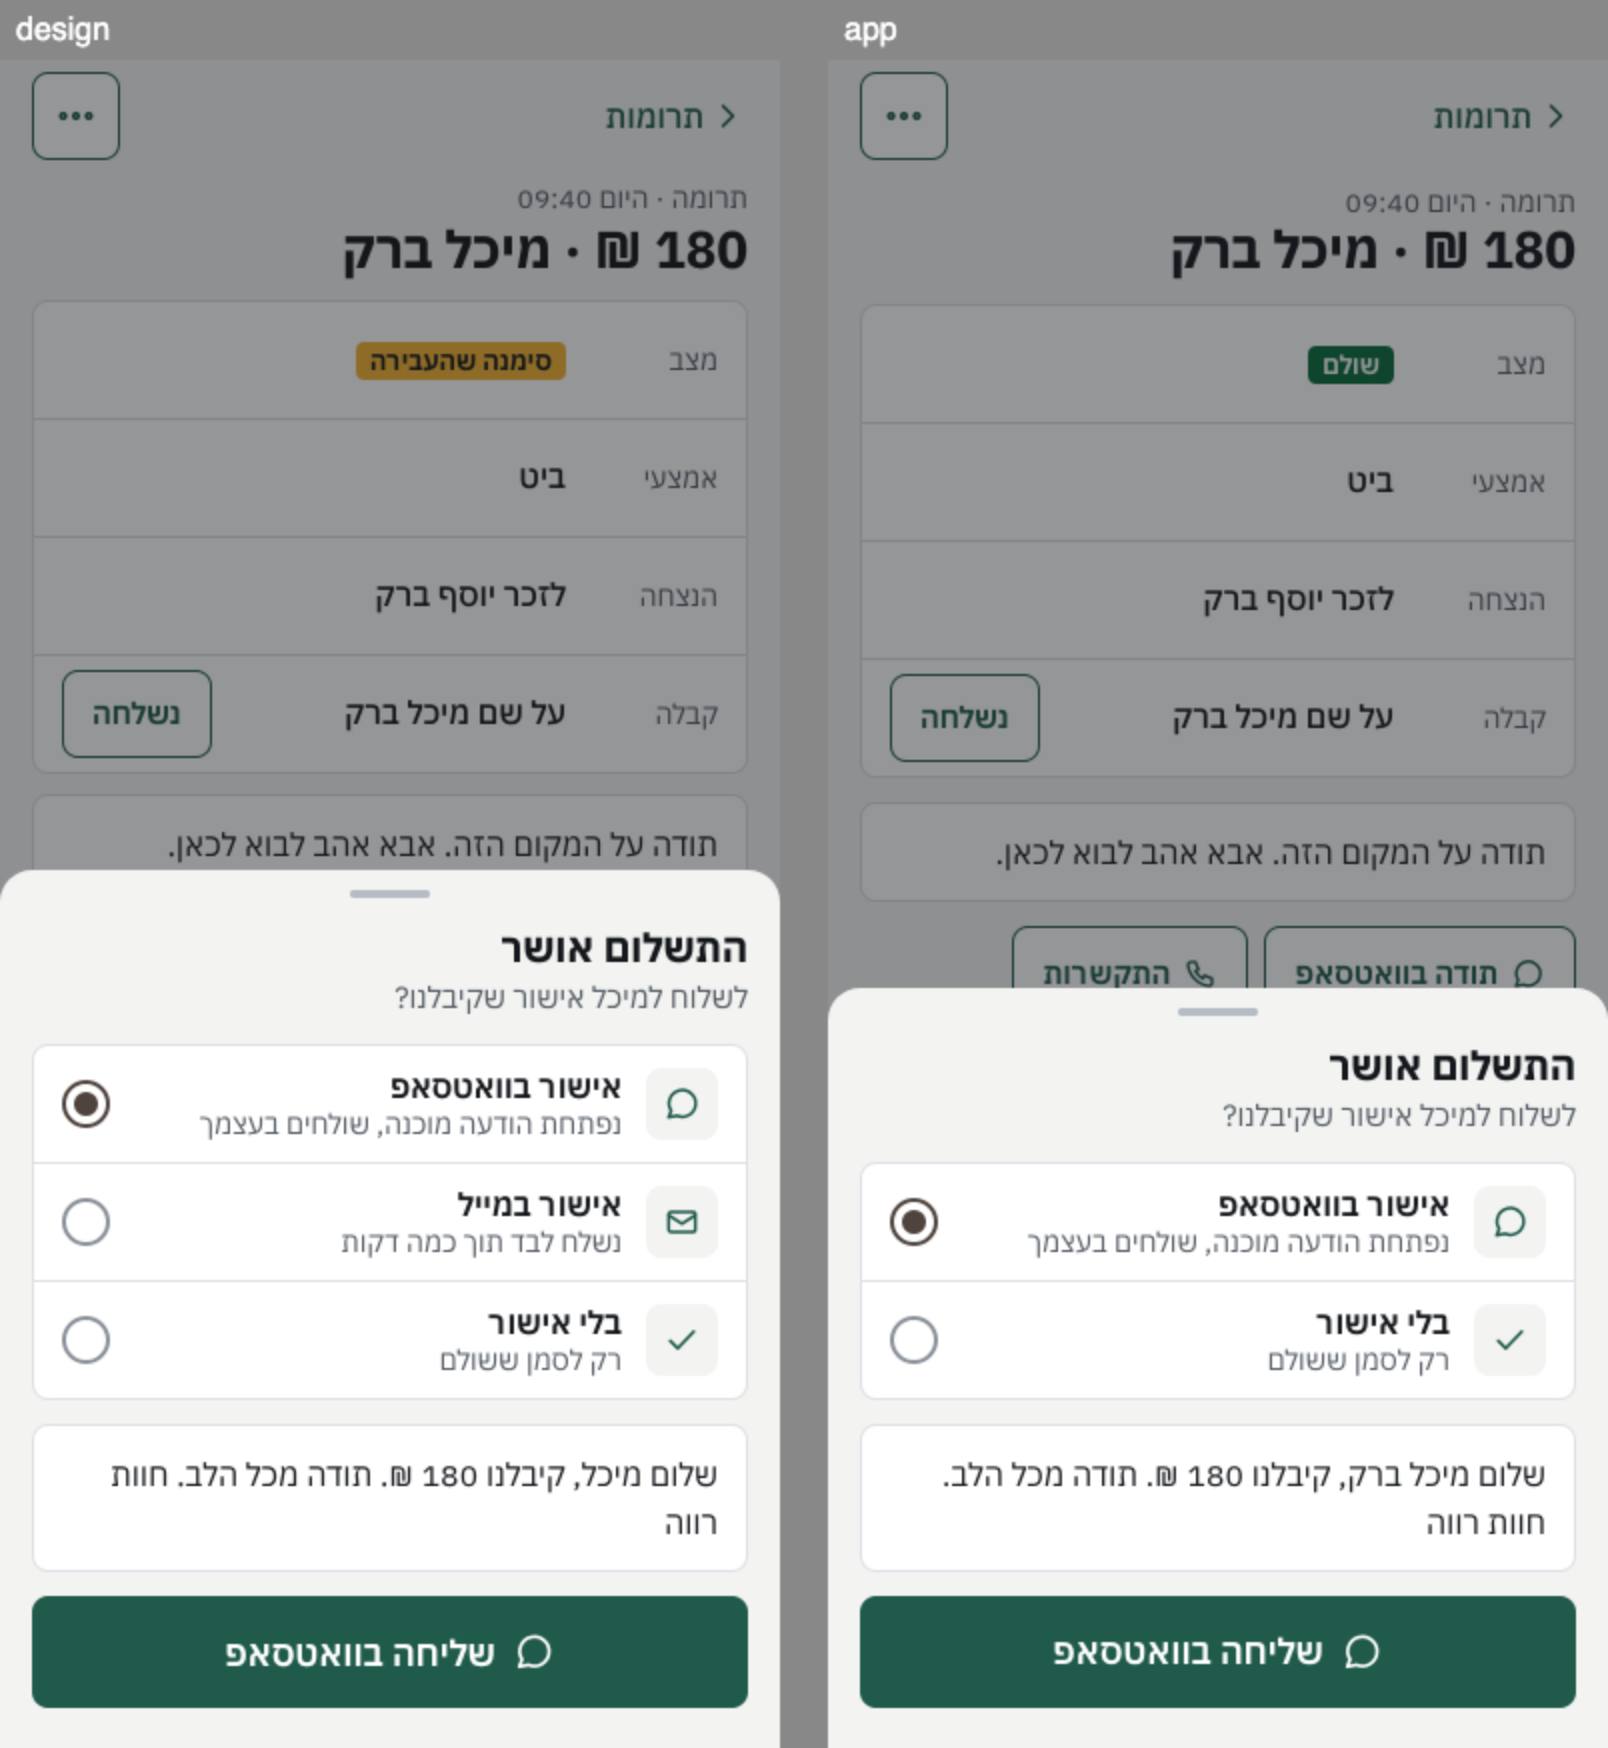 design
תרומות
תרומה · היום 09:40
180 ₪ · מיכל ברק
מצב
סימנה שהעבירה
אמצעי
ביט
הנצחה
לזכר יוסף ברק
קבלה
על שם מיכל ברק
נשלחה
תודה על המקום הזה. אבא אהב לבוא לכאן.
התשלום אושר
לשלוח למיכל אישור שקיבלנו?
אישור בוואטסאפ
נפתחת הודעה מוכנה, שולחים בעצמך
אישור במייל
נשלח לבד תוך כמה דקות
בלי אישור
רק לסמן ששולם
שלום מיכל, קיבלנו 180 ₪. תודה מכל הלב. חוות
רווה
שליחה בוואטסאפ
app
תרומות
תרומה · היום 09:40
180 ₪ · מיכל ברק
מצב
שולם
אמצעי
ביט
הנצחה
לזכר יוסף ברק
קבלה
על שם מיכל ברק
נשלחה
תודה על המקום הזה. אבא אהב לבוא לכאן.
תודה בוואטסאפ
התקשרות
התשלום אושר
לשלוח למיכל אישור שקיבלנו?
אישור בוואטסאפ
נפתחת הודעה מוכנה, שולחים בעצמך
בלי אישור
רק לסמן ששולם
שלום מיכל ברק, קיבלנו 180 ₪. תודה מכל הלב.
חוות רווה
שליחה בוואטסאפ